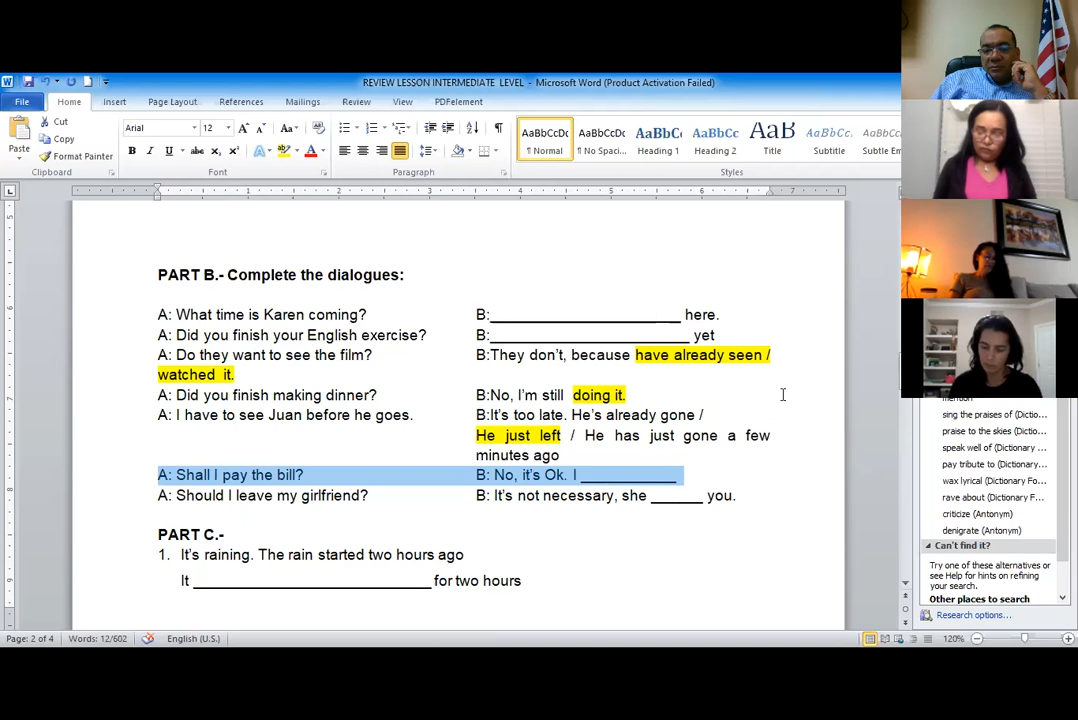 REVIEW LESSON INTERMEDIATE LEVEL - Microsoft Word (Product Activation Failed)
File Home Insert Page Layout References Mailings Review View PDFelement
Cut
Copy
Format Painter
Paste
Clipboard
Arial 12
Font
Paragraph
AaBbCcDc AaBbCcDc AaBbC AaBbCc AaB AaBbCc. AaBbCc
¶ Normal ¶ No Spaci... Heading 1 Heading 2 Title Subtitle Subtle Em
Styles
PART B.- Complete the dialogues:
A: What time is Karen coming? B:______________________ here.
A: Did you finish your English exercise? B:_______________________ yet
A: Do they want to see the film? B:They don't, because have already seen /
watched it.
A: Did you finish making dinner? B:No, I'm still doing it.
A: I have to see Juan before he goes. B:It's too late. He's already gone /
He just left / He has just gone a few
minutes ago
A: Shall I pay the bill? B: No, it's Ok. I ___________
A: Should I leave my girlfriend? B: It's not necessary, she ______ you.
PART C.-
1. It's raining. The rain started two hours ago
It ____________________________ for two hours
mention
sing the praises of (Dictio...
praise to the skies (Dictio...
speak well of (Dictionary ...
pay tribute to (Dictionary ...
wax lyrical (Dictionary Fo...
rave about (Dictionary Fo...
criticize (Antonym)
denigrate (Antonym)
Can't find it?
Try one of these alternatives or
see Help for hints on refining
your search.
Other places to search
Research options...
Page: 2 of 4 Words: 12/602 English (U.S.) 120%